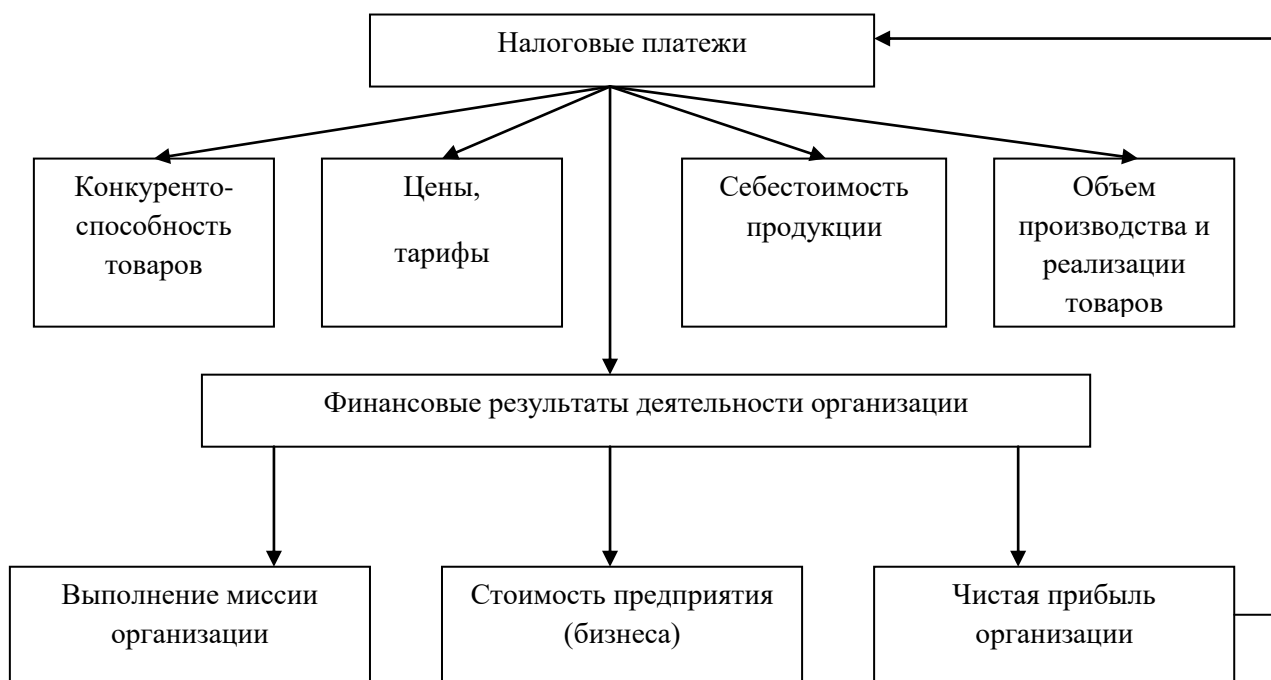 Налоговые платежи
Конкуренто-
способность
товаров
Цены,
тарифы
Себестоимость
продукции
Объем
производства и
реализации
товаров
Финансовые результаты деятельности организации
Выполнение миссии
организации
Стоимость предприятия
(бизнеса)
Чистая прибыль
организации